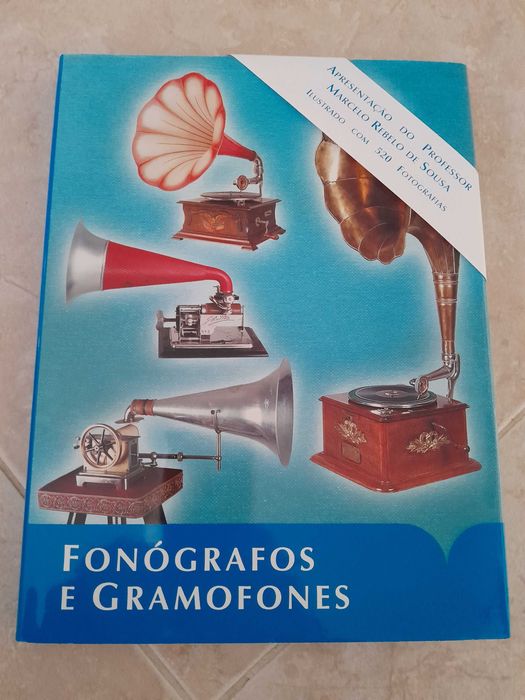 APRESENTAÇÃO DO PROFESSOR
MARCELO REBELO DE SOUSA
ILUSTRADO COM 520 FOTOGRAFIAS
FONÓGRAFOS
E GRAMOFONES